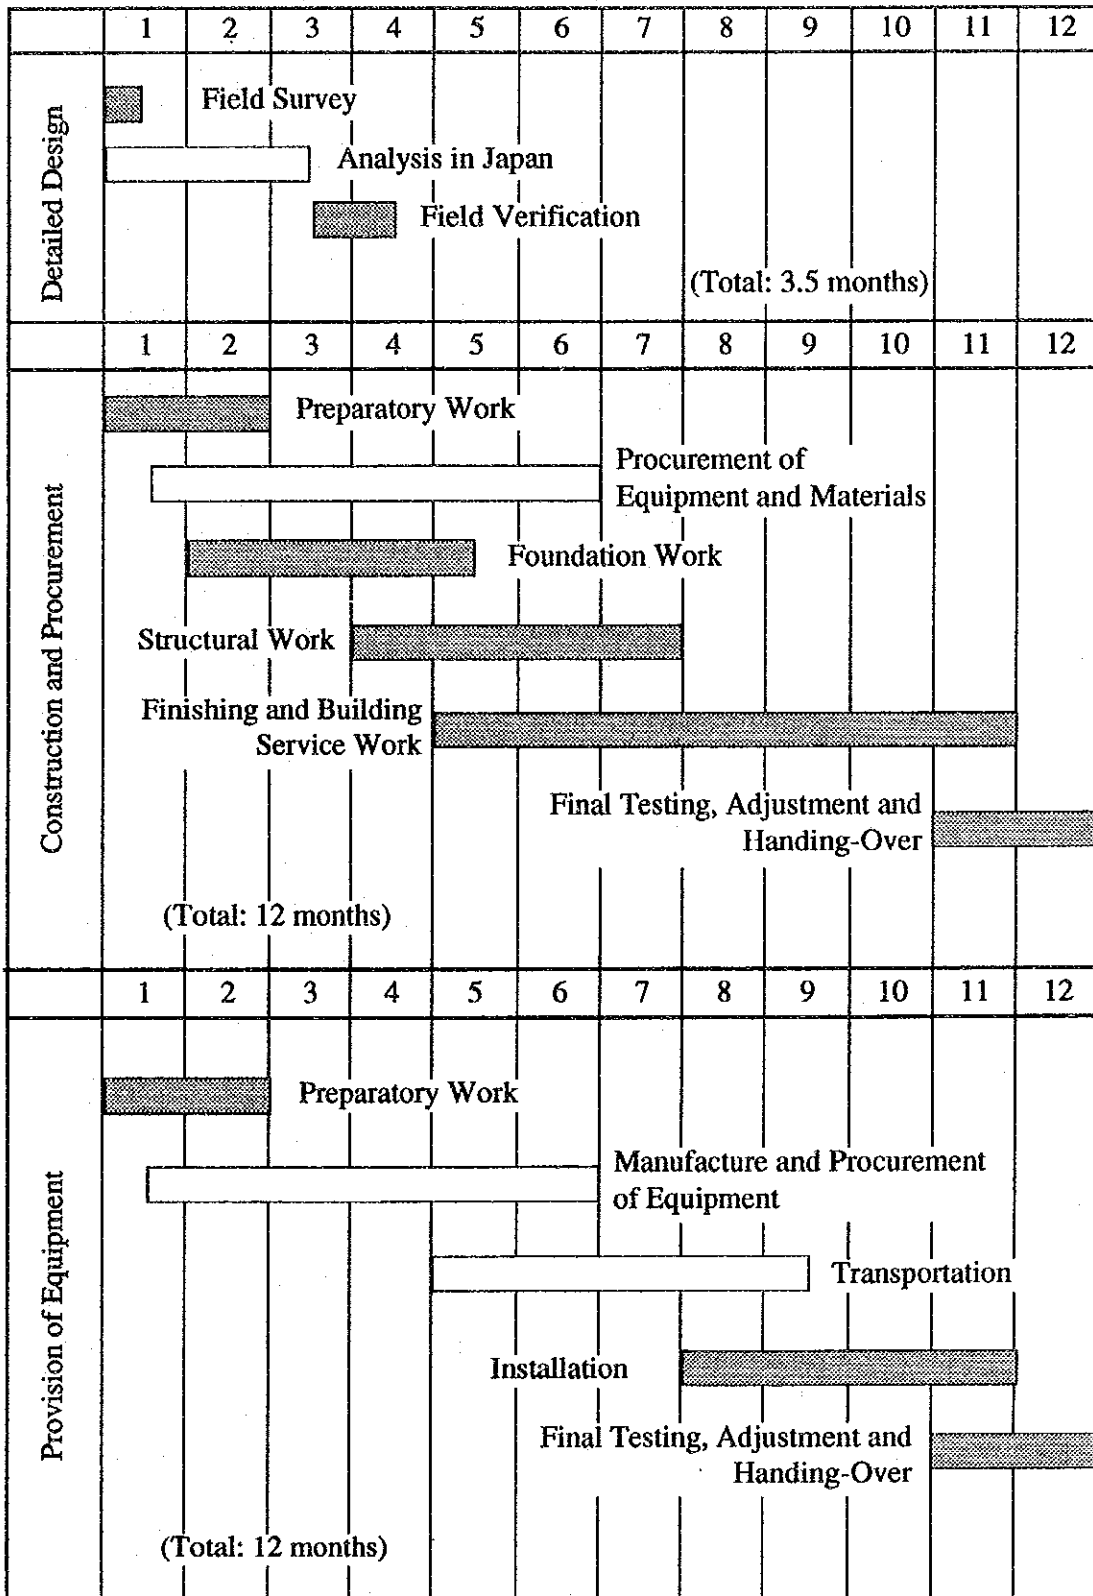 1 2 3 4 5 6 7 8 9 10 11 12
Detailed Design
Field Survey
Analysis in Japan
Field Verification
(Total: 3.5 months)
1 2 3 4 5 6 7 8 9 10 11 12
Construction and Procurement
Preparatory Work
Procurement of
Equipment and Materials
Foundation Work
Structural Work
Finishing and Building
Service Work
Final Testing, Adjustment and
Handing-Over
(Total: 12 months)
1 2 3 4 5 6 7 8 9 10 11 12
Provision of Equipment
Preparatory Work
Manufacture and Procurement
of Equipment
Transportation
Installation
Final Testing, Adjustment and
Handing-Over
(Total: 12 months)